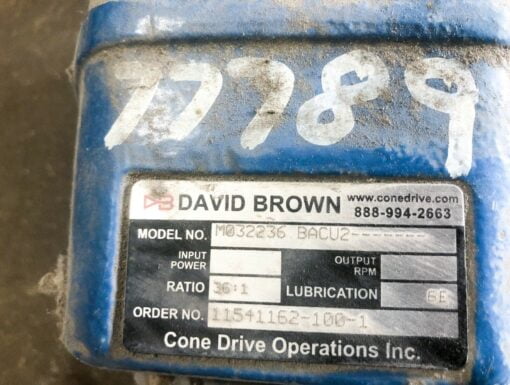 77789
DAVID BROWN www.conedrive.com
888-994-2663
MODEL NO. M032236 BACU2-------
INPUT POWER OUTPUT RPM
RATIO 36:1 LUBRICATION 6E
ORDER NO. 11541162-100-1
Cone Drive Operations Inc.